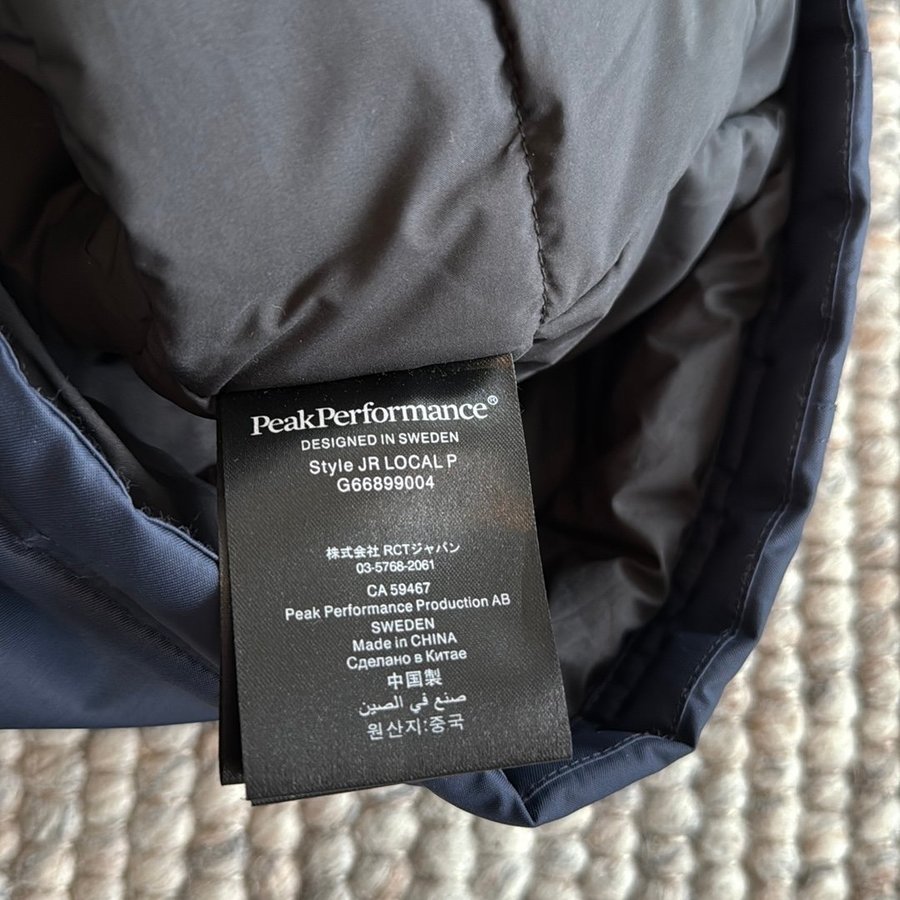 PeakPerformance®
DESIGNED IN SWEDEN
Style JR LOCAL P
G66899004
株式会社 RCTジャパン
03-5768-2061
CA 59467
Peak Performance Production AB
SWEDEN
Made in CHINA
Сделано в Китае
中国製
صنع في الصين
원산지:중국